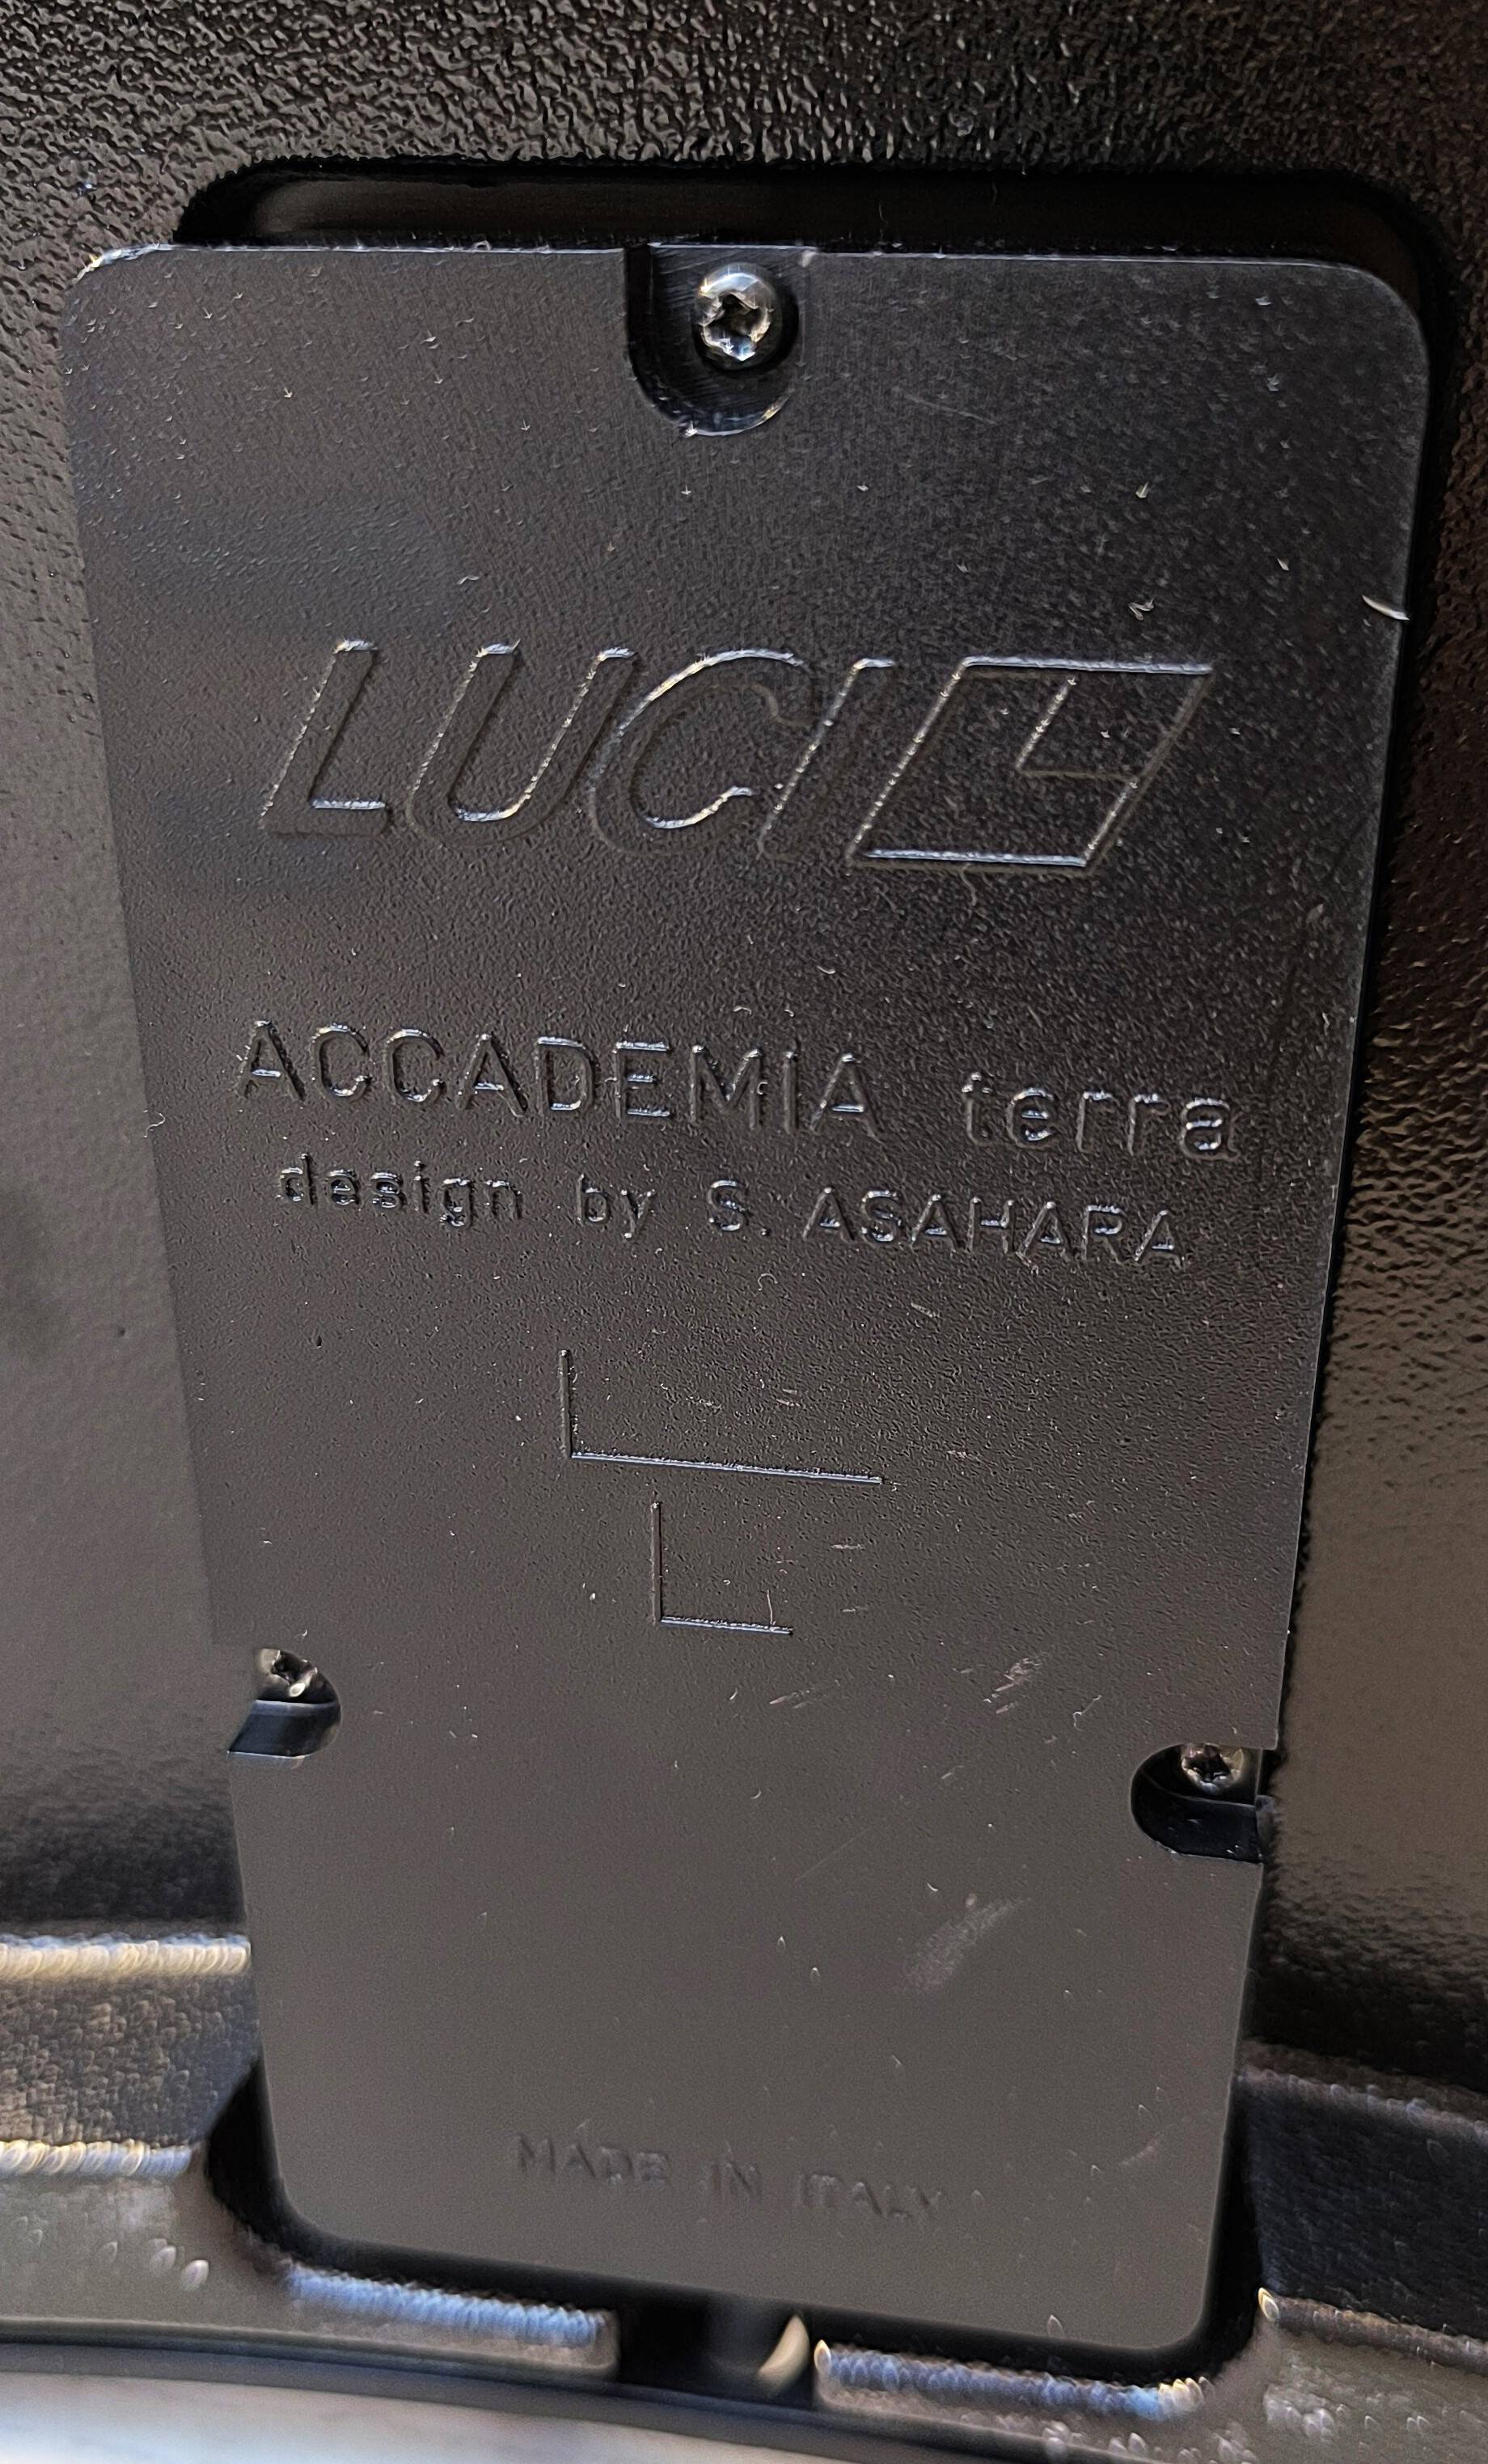 LUCI
ACCADEMIA terra
design by S. ASAHARA
MADE IN ITALY